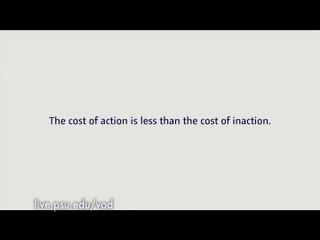 The cost of action is less than the cost of inaction.
live.psu.edu/vod